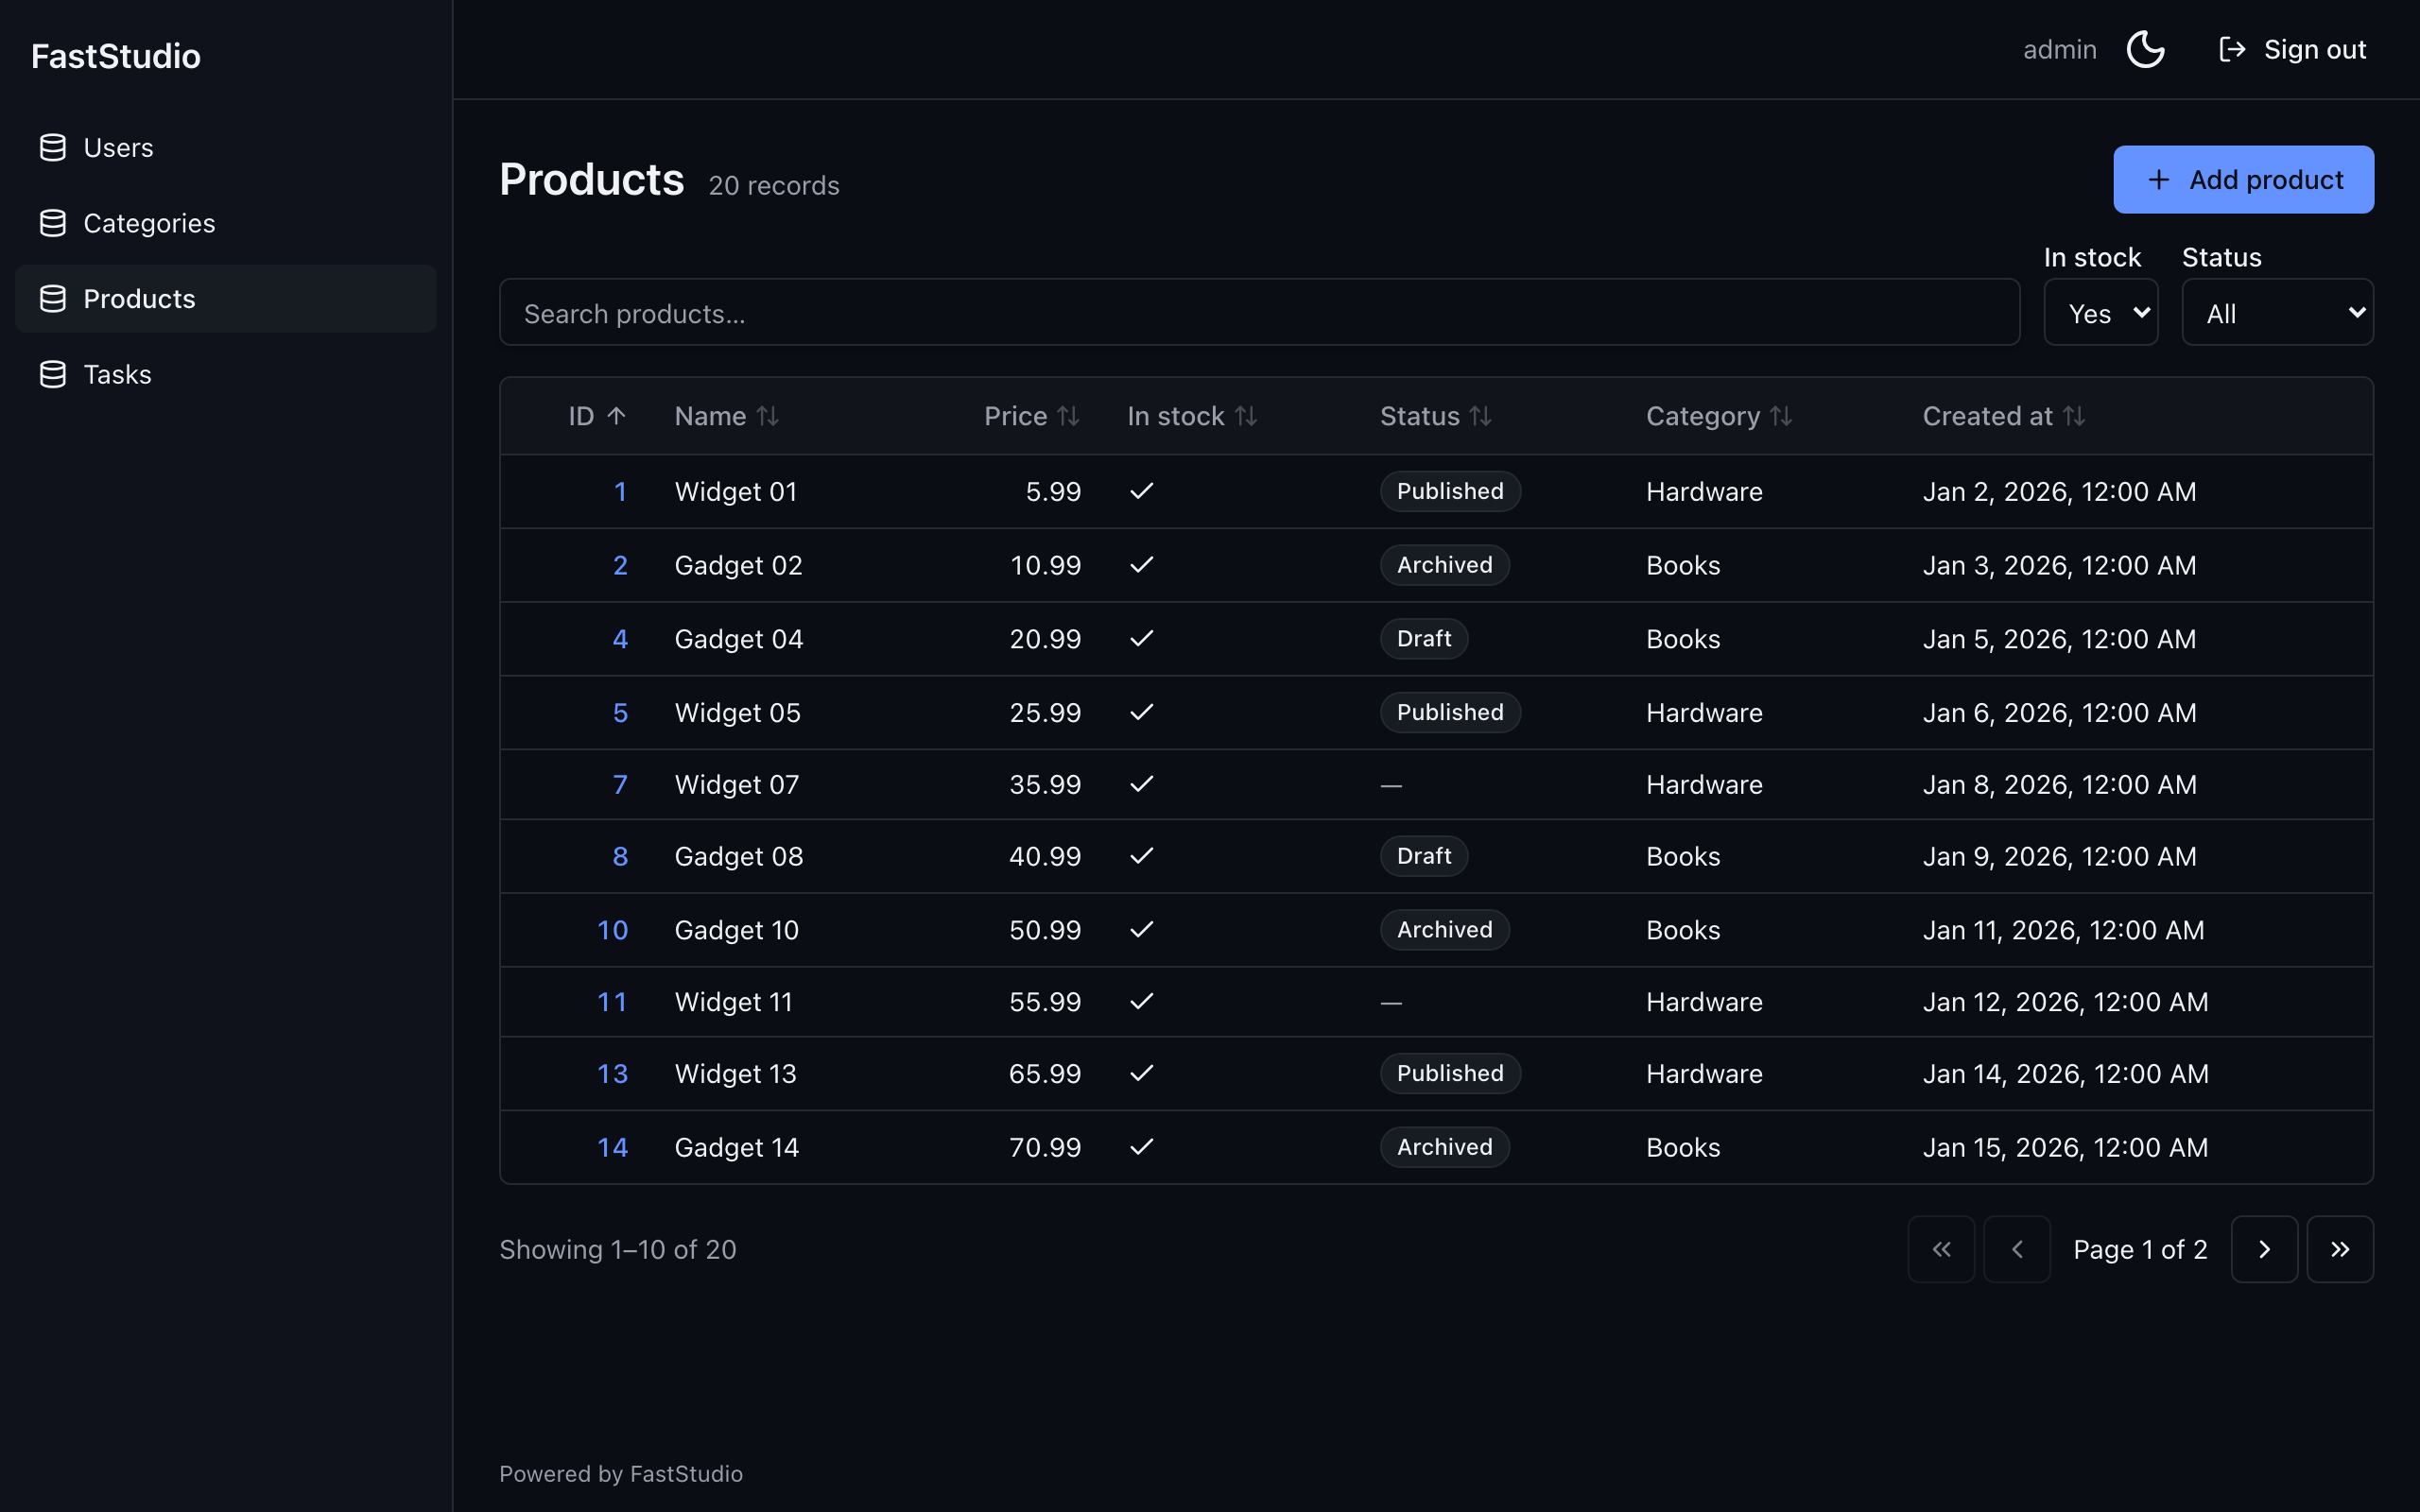 FastStudio
Users
Categories
Products
Tasks
admin
Sign out
Products 20 records
Add product
In stock Status
Search products... Yes All
ID Name Price In stock Status Category Created at
1 Widget 01 5.99 Published Hardware Jan 2, 2026, 12:00 AM
2 Gadget 02 10.99 Archived Books Jan 3, 2026, 12:00 AM
4 Gadget 04 20.99 Draft Books Jan 5, 2026, 12:00 AM
5 Widget 05 25.99 Published Hardware Jan 6, 2026, 12:00 AM
7 Widget 07 35.99 — Hardware Jan 8, 2026, 12:00 AM
8 Gadget 08 40.99 Draft Books Jan 9, 2026, 12:00 AM
10 Gadget 10 50.99 Archived Books Jan 11, 2026, 12:00 AM
11 Widget 11 55.99 — Hardware Jan 12, 2026, 12:00 AM
13 Widget 13 65.99 Published Hardware Jan 14, 2026, 12:00 AM
14 Gadget 14 70.99 Archived Books Jan 15, 2026, 12:00 AM
Showing 1–10 of 20 Page 1 of 2
Powered by FastStudio